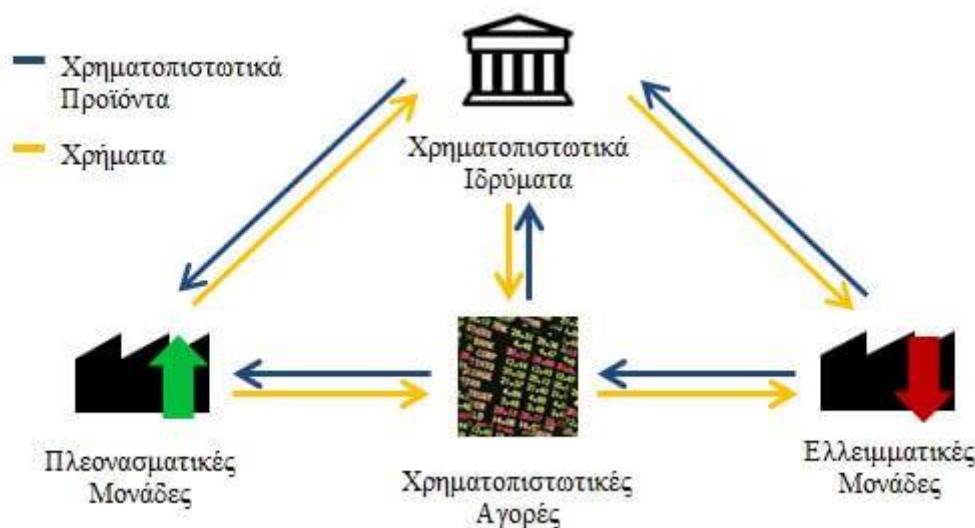 Χρηματοπιστωτικά
Προϊόντα
Χρήματα
Χρηματοπιστωτικά
Ιδρύματα
Πλεονασματικές
Μονάδες
Χρηματοπιστωτικές
Αγορές
Ελλειμματικές
Μονάδες